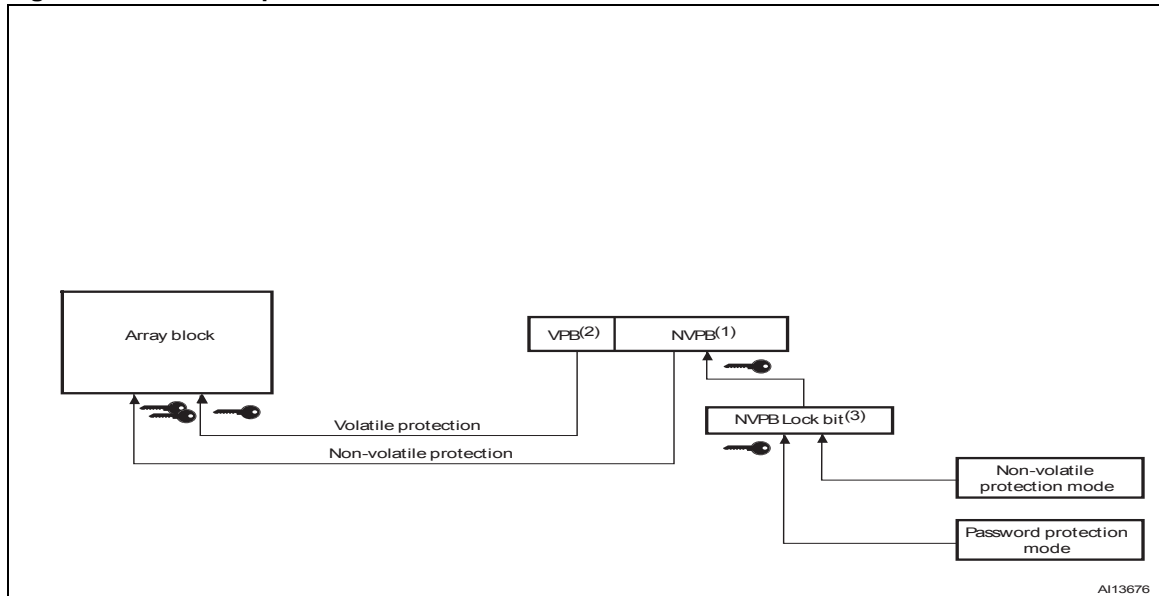 Array block
VPB(2)
NVPB(1)
NVPB Lock bit(3)
Volatile protection
Non-volatile protection
Non-volatile
protection mode
Password protection
mode
AI13676